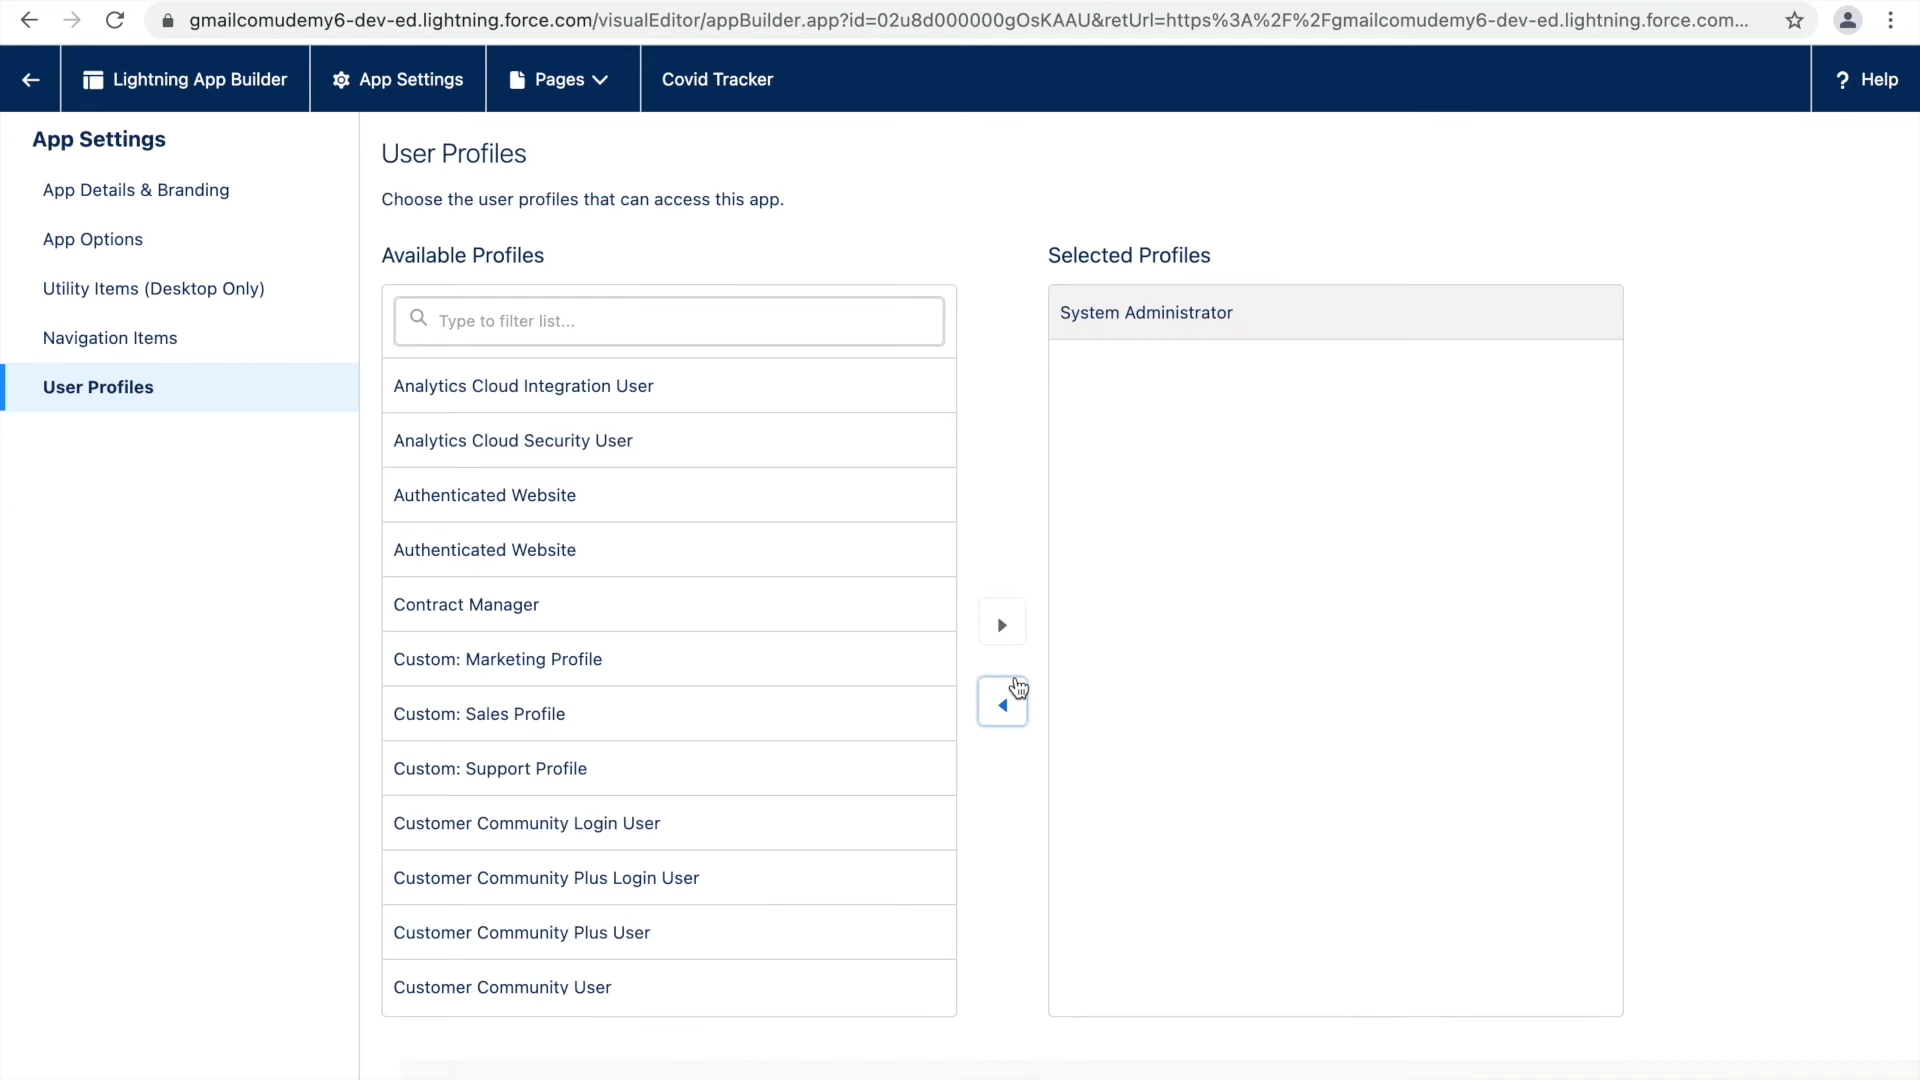 gmailcomudemy6-dev-ed.lightning.force.com/visualEditor/appBuilder.app?id=02u8d000000gOsKAAU&retUrl=https%3A%2F%2Fgmailcomudemy6-dev-ed.lightning.force.com...
Lightning App Builder
App Settings
Pages
Covid Tracker
? Help
App Settings
App Details & Branding
App Options
Utility Items (Desktop Only)
Navigation Items
User Profiles
User Profiles
Choose the user profiles that can access this app.
Available Profiles
Type to filter list...
Analytics Cloud Integration User
Analytics Cloud Security User
Authenticated Website
Authenticated Website
Contract Manager
Custom: Marketing Profile
Custom: Sales Profile
Custom: Support Profile
Customer Community Login User
Customer Community Plus Login User
Customer Community Plus User
Customer Community User
Selected Profiles
System Administrator